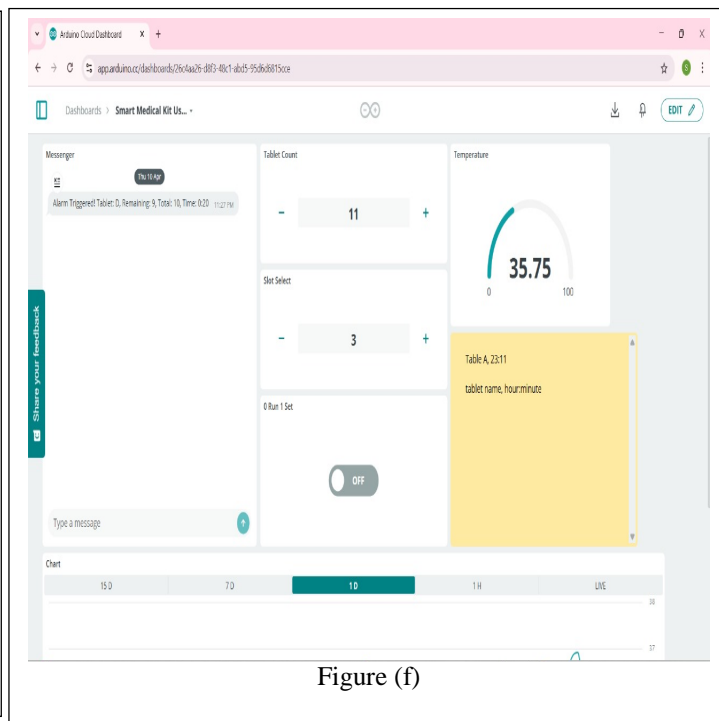 Arduino Cloud Dashboard
app.arduino.cc/dashboards/26c4aa26-d8f3-48c1-abd5-95d6d6815cce
Dashboards > Smart Medical Kit Us...
EDIT
Messenger
Thu 10 Apr
Alarm Triggered! Tablet: D, Remaining: 9, Total: 10, Time: 0:20 11:27 PM
Type a message
Tablet Count
− 11 +
Slot Select
− 3 +
0 Run 1 Set
OFF
Temperature
35.75
0 100
Table A, 23:11
tablet name, hour:minute
Share your feedback
Chart
15 D 7 D 1 D 1 H LIVE
38
37
Figure (f)